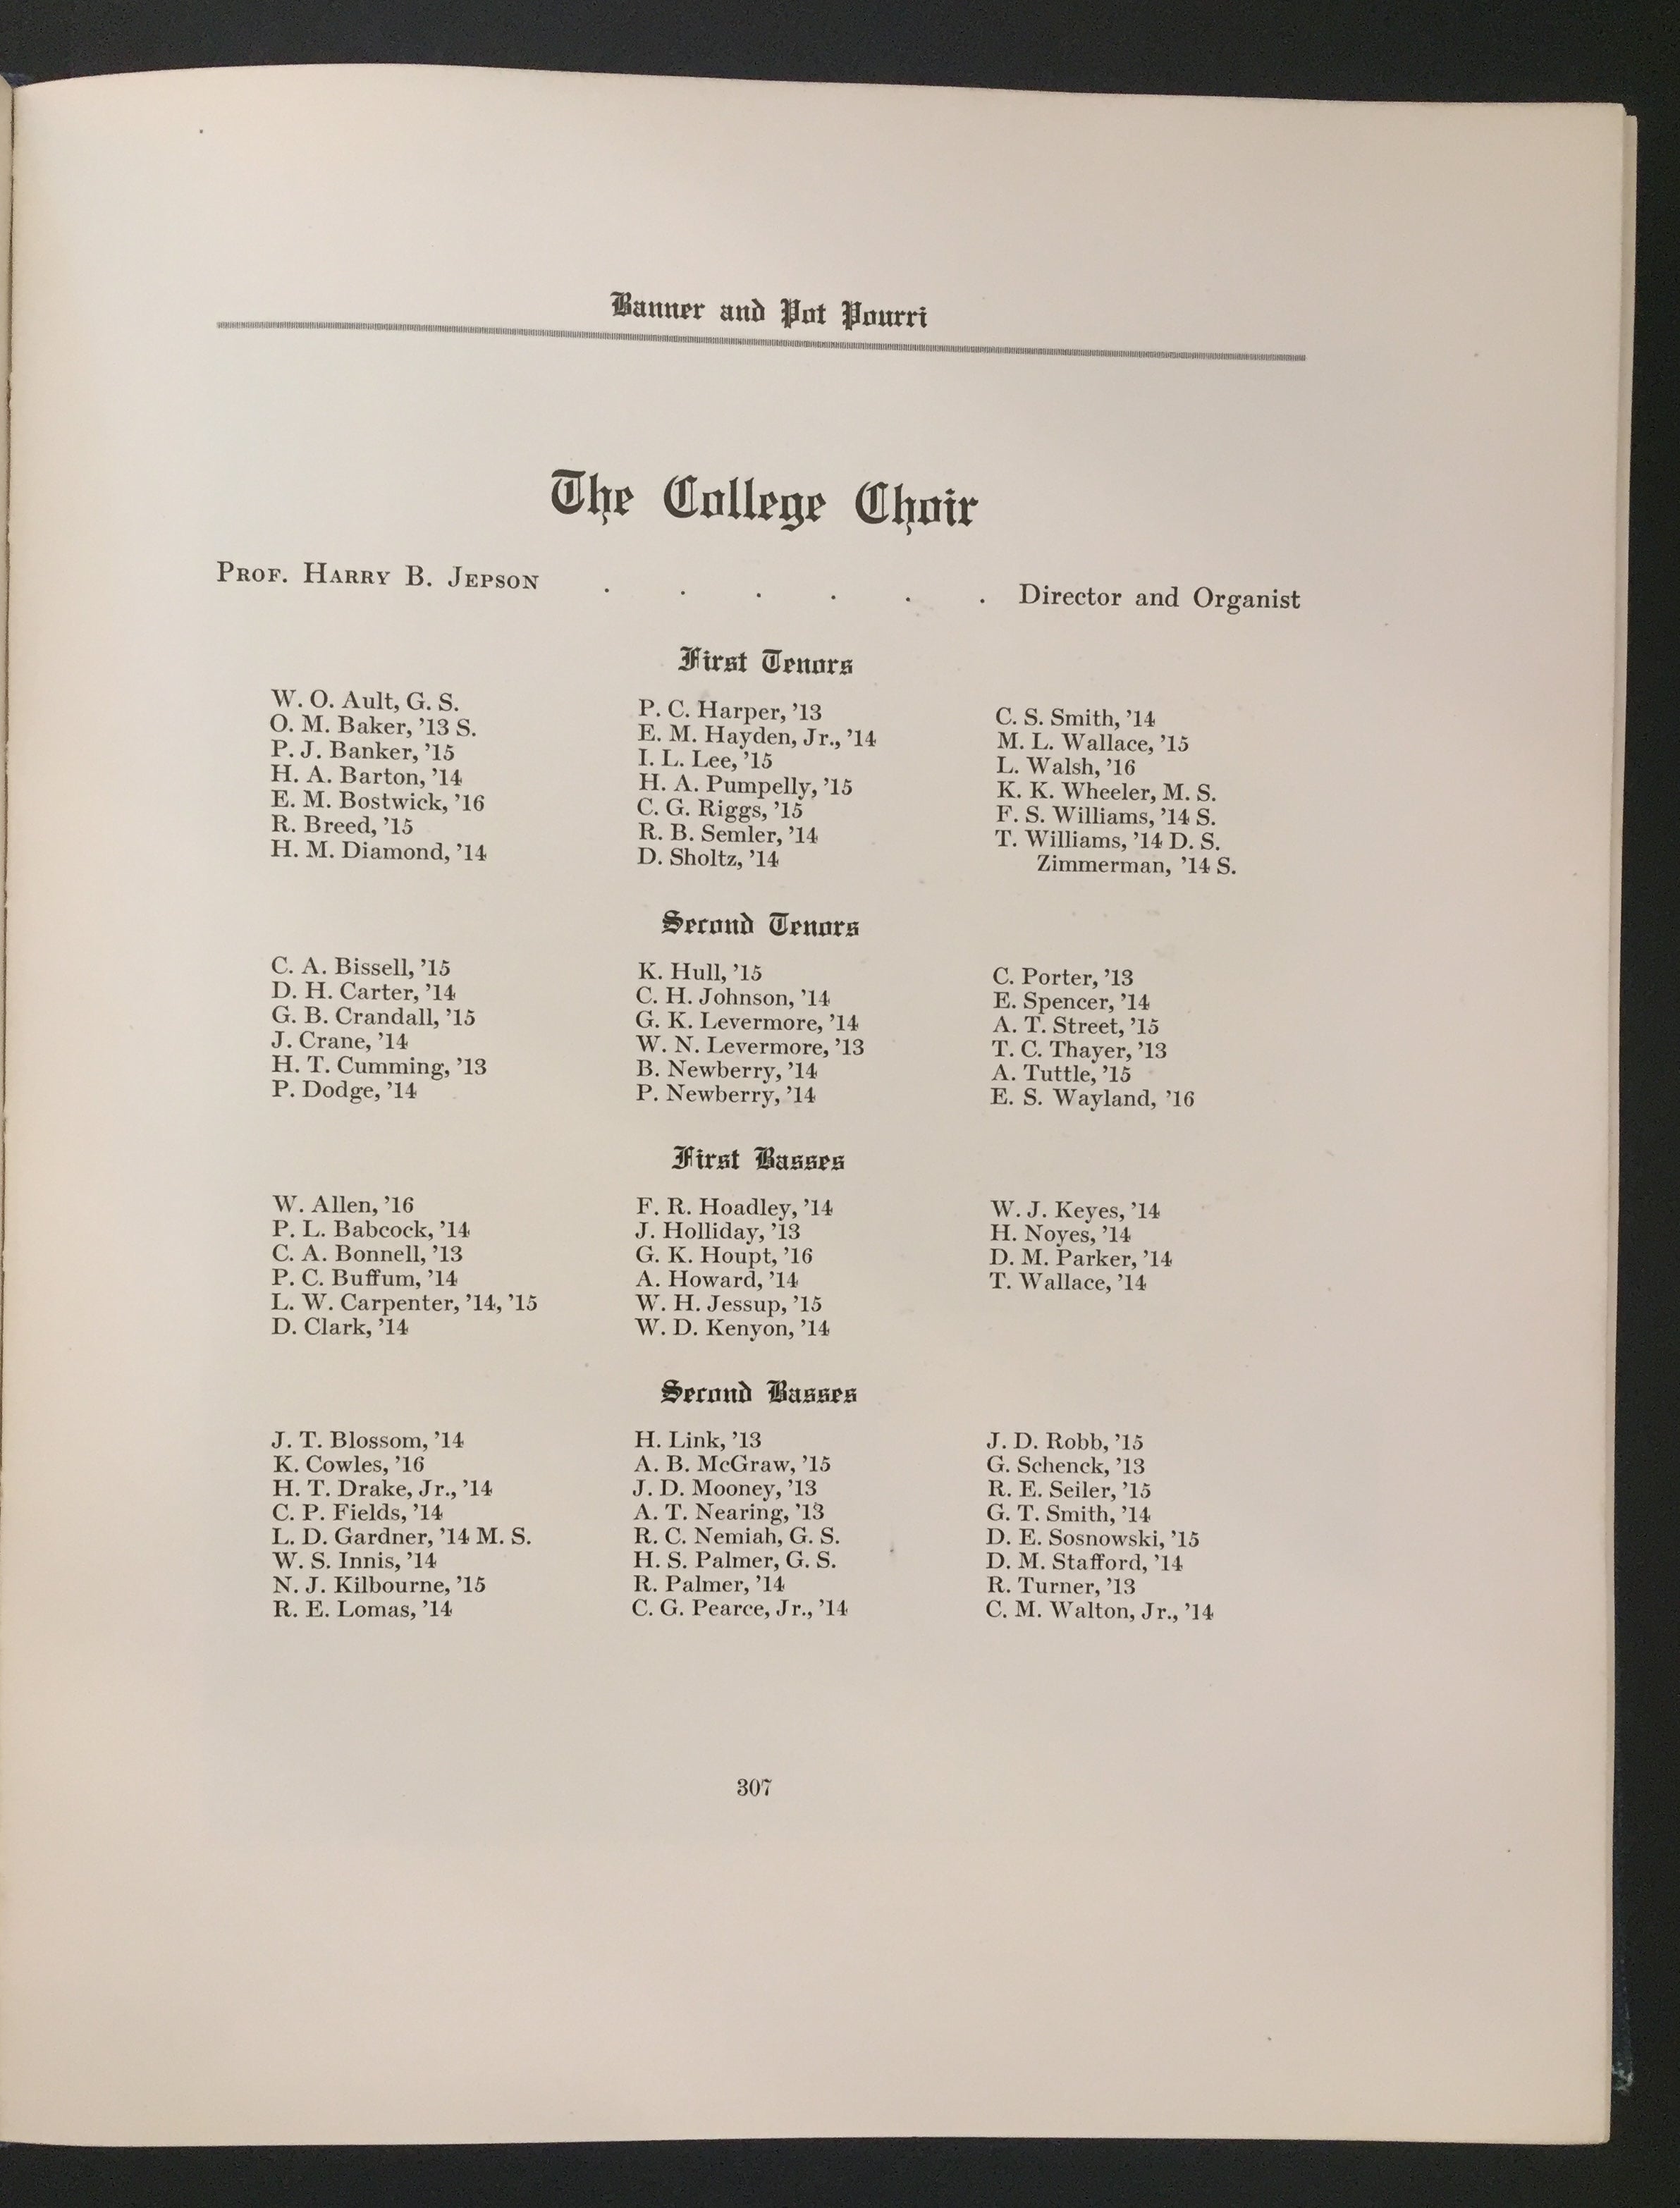 Banner and Pot Pourri
The College Choir
PROF. HARRY B. JEPSON . . . . . . Director and Organist
First Tenors
W. O. Ault, G. S.
O. M. Baker, ’13 S.
P. J. Banker, ’15
H. A. Barton, ’14
E. M. Bostwick, ’16
R. Breed, ’15
H. M. Diamond, ’14
P. C. Harper, ’13
E. M. Hayden, Jr., ’14
I. L. Lee, ’15
H. A. Pumpelly, ’15
C. G. Riggs, ’15
R. B. Semler, ’14
D. Sholtz, ’14
C. S. Smith, ’14
M. L. Wallace, ’15
L. Walsh, ’16
K. K. Wheeler, M. S.
F. S. Williams, ’14 S.
T. Williams, ’14 D. S.
Zimmerman, ’14 S.
Second Tenors
C. A. Bissell, ’15
D. H. Carter, ’14
G. B. Crandall, ’15
J. Crane, ’14
H. T. Cumming, ’13
P. Dodge, ’14
K. Hull, ’15
C. H. Johnson, ’14
G. K. Levermore, ’14
W. N. Levermore, ’13
B. Newberry, ’14
P. Newberry, ’14
C. Porter, ’13
E. Spencer, ’14
A. T. Street, ’15
T. C. Thayer, ’13
A. Tuttle, ’15
E. S. Wayland, ’16
First Basses
W. Allen, ’16
P. L. Babcock, ’14
C. A. Bonnell, ’13
P. C. Buffum, ’14
L. W. Carpenter, ’14, ’15
D. Clark, ’14
F. R. Hoadley, ’14
J. Holliday, ’13
G. K. Houpt, ’16
A. Howard, ’14
W. H. Jessup, ’15
W. D. Kenyon, ’14
W. J. Keyes, ’14
H. Noyes, ’14
D. M. Parker, ’14
T. Wallace, ’14
Second Basses
J. T. Blossom, ’14
K. Cowles, ’16
H. T. Drake, Jr., ’14
C. P. Fields, ’14
L. D. Gardner, ’14 M. S.
W. S. Innis, ’14
N. J. Kilbourne, ’15
R. E. Lomas, ’14
H. Link, ’13
A. B. McGraw, ’15
J. D. Mooney, ’13
A. T. Nearing, ’13
R. C. Nemiah, G. S.
H. S. Palmer, G. S.
R. Palmer, ’14
C. G. Pearce, Jr., ’14
J. D. Robb, ’15
G. Schenck, ’13
R. E. Seiler, ’15
G. T. Smith, ’14
D. E. Sosnowski, ’15
D. M. Stafford, ’14
R. Turner, ’13
C. M. Walton, Jr., ’14
307